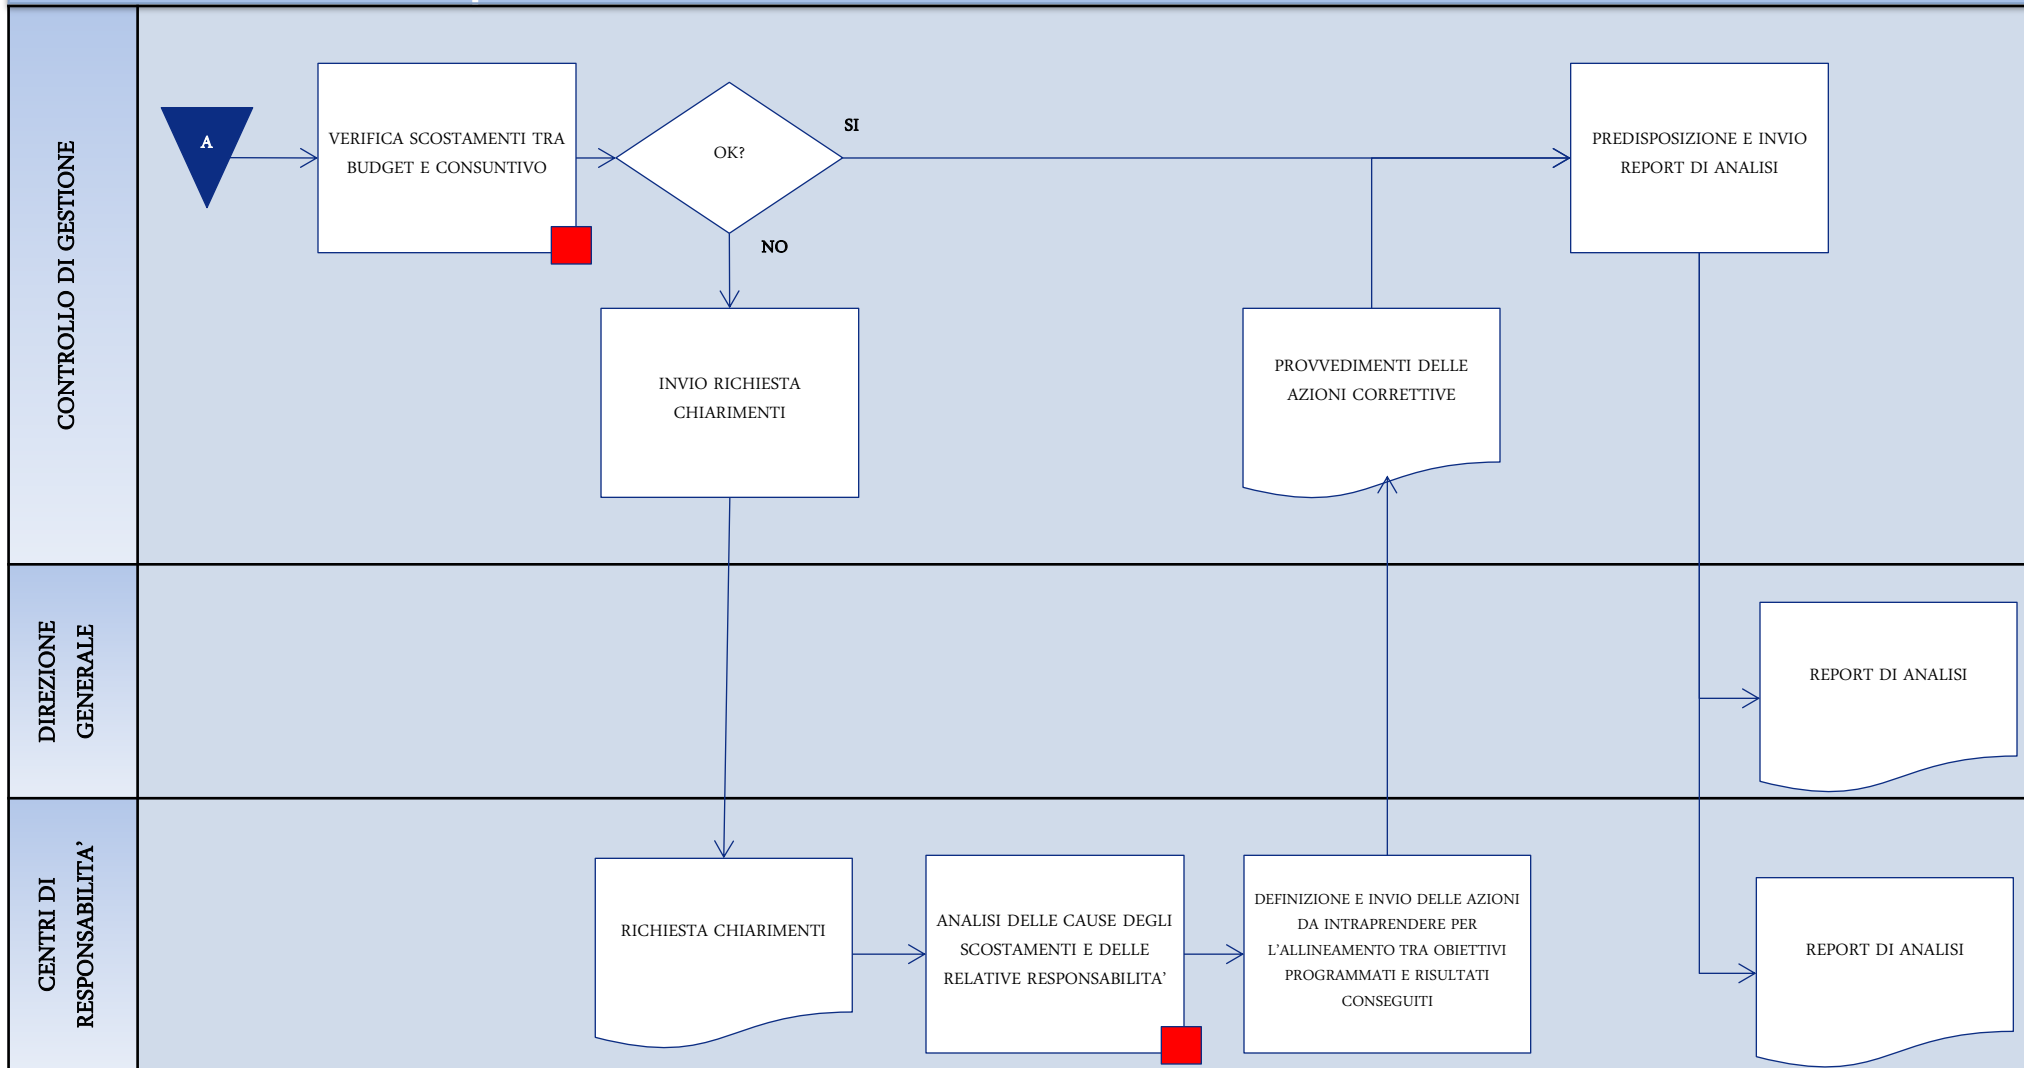 CONTROLLO DI GESTIONE
A
VERIFICA SCOSTAMENTI TRA
BUDGET E CONSUNTIVO
OK?
SI
NO
PREDISPOSIZIONE E INVIO
REPORT DI ANALISI
INVIO RICHIESTA
CHIARIMENTI
PROVVEDIMENTI DELLE
AZIONI CORRETTIVE
DIREZIONE
GENERALE
REPORT DI ANALISI
CENTRI DI
RESPONSABILITA’
RICHIESTA CHIARIMENTI
ANALISI DELLE CAUSE DEGLI
SCOSTAMENTI E DELLE
RELATIVE RESPONSABILITA’
DEFINIZIONE E INVIO DELLE AZIONI
DA INTRAPRENDERE PER
L’ALLINEAMENTO TRA OBIETTIVI
PROGRAMMATI E RISULTATI
CONSEGUITI
REPORT DI ANALISI